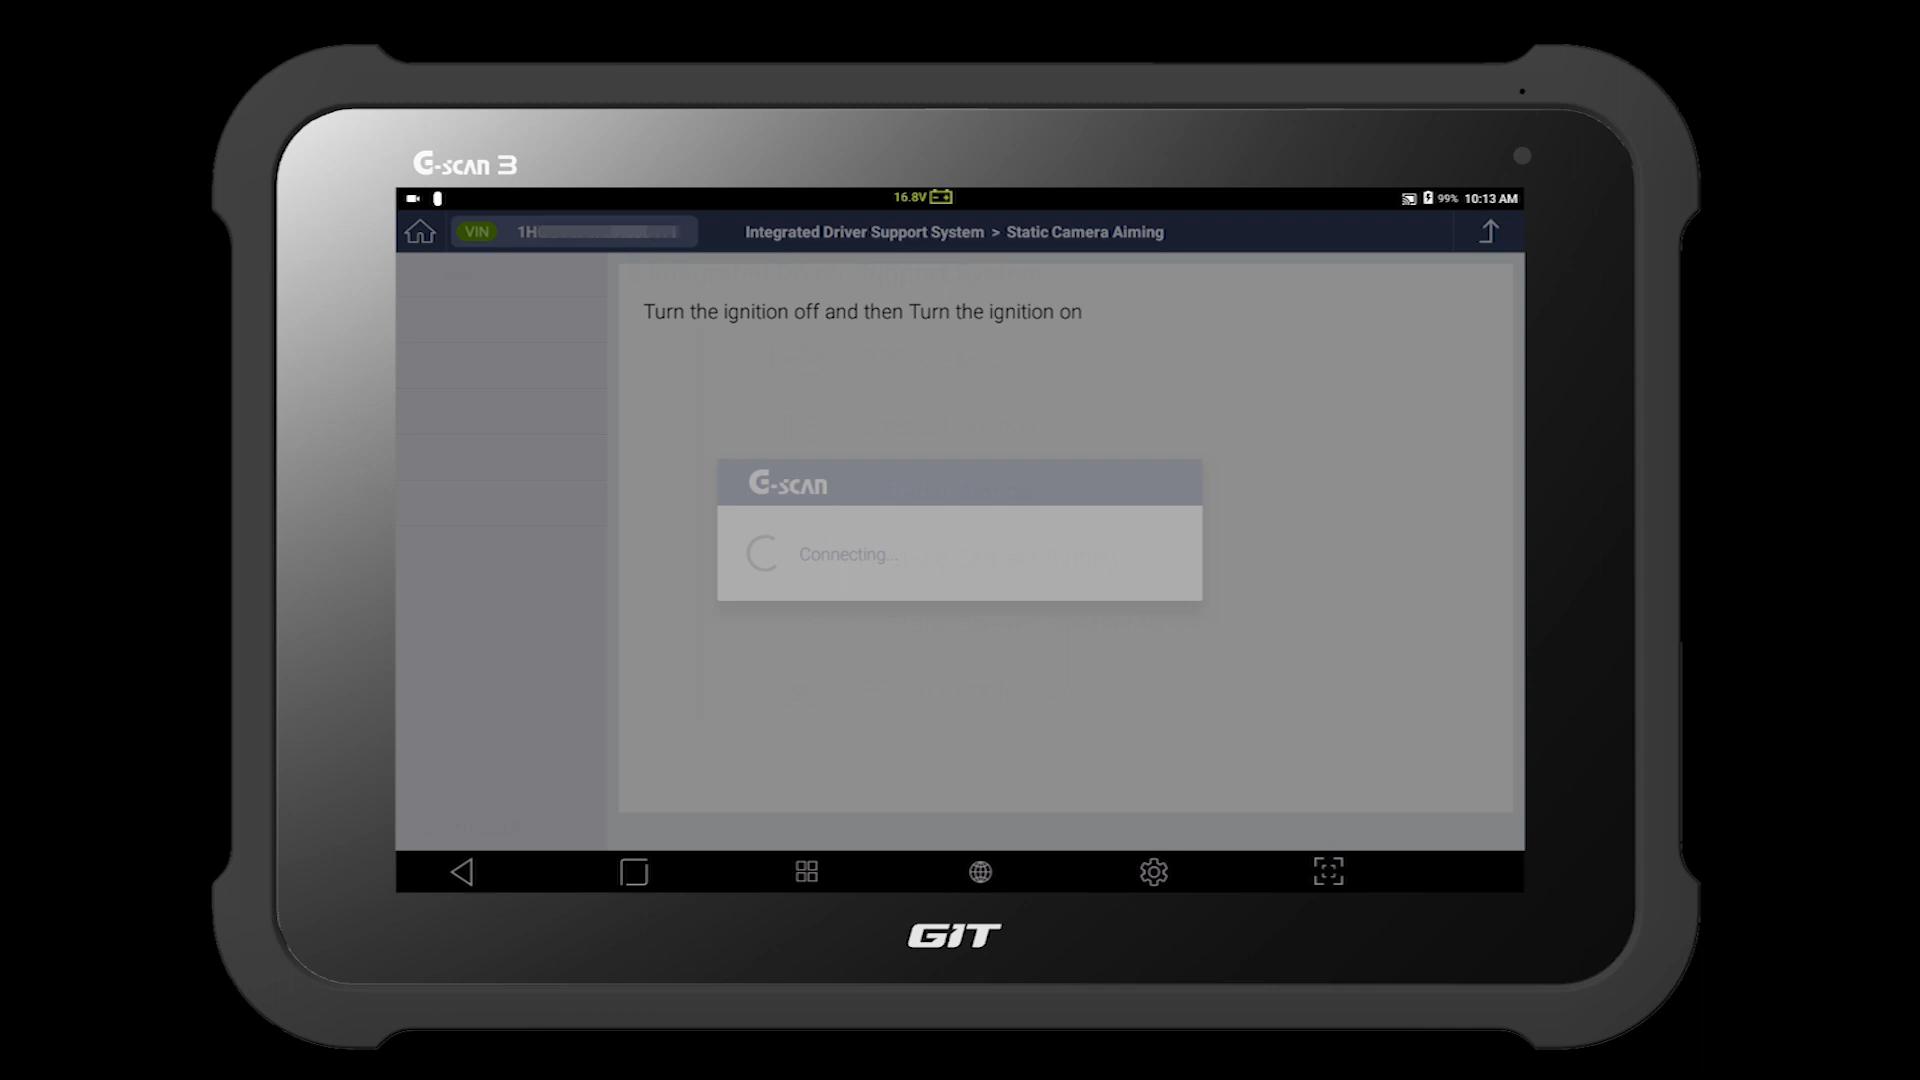 G-SCAN 3
16.8V
99% 10:13 AM
VIN 1H
Integrated Driver Support System > Static Camera Aiming
Turn the ignition off and then Turn the ignition on
G-SCAN
Connecting...
GIT